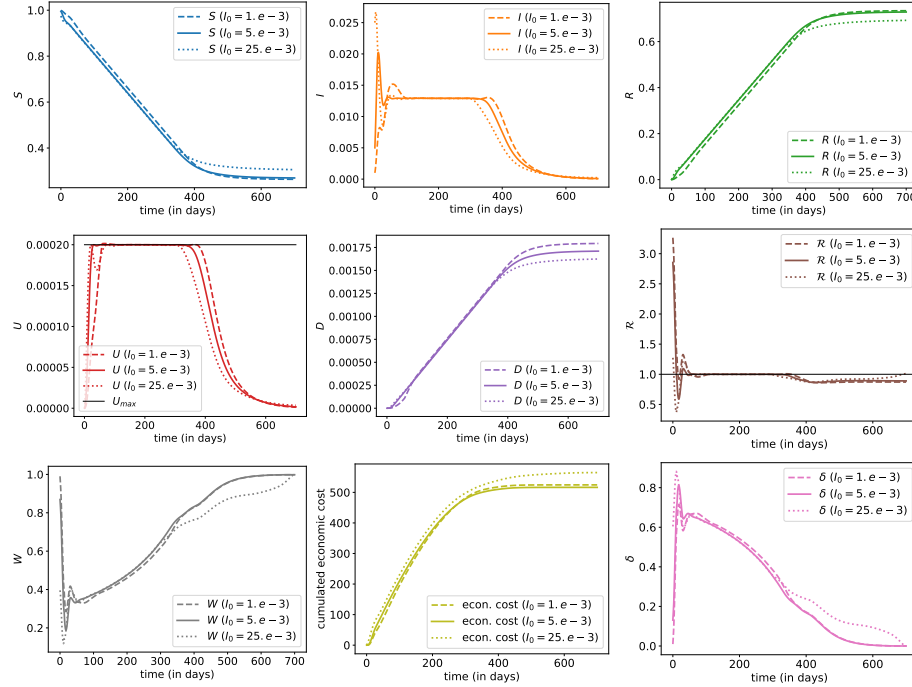 1.0
0.8
0.6
0.4
S
0
200
400
600
time (in days)
S (I₀ = 1. e − 3)
S (I₀ = 5. e − 3)
S (I₀ = 25. e − 3)
0.025
0.020
0.015
0.010
0.005
0.000
I
0
200
400
600
time (in days)
I (I₀ = 1. e − 3)
I (I₀ = 5. e − 3)
I (I₀ = 25. e − 3)
0.6
0.4
0.2
0.0
R
0
100
200
300
400
500
600
700
time (in days)
R (I₀ = 1. e − 3)
R (I₀ = 5. e − 3)
R (I₀ = 25. e − 3)
0.00020
0.00015
0.00010
0.00005
0.00000
U
0
200
400
600
time (in days)
U (I₀ = 1. e − 3)
U (I₀ = 5. e − 3)
U (I₀ = 25. e − 3)
Uₘₐₓ
0.00175
0.00150
0.00125
0.00100
0.00075
0.00050
0.00025
0.00000
D
0
200
400
600
time (in days)
D (I₀ = 1. e − 3)
D (I₀ = 5. e − 3)
D (I₀ = 25. e − 3)
3.0
2.5
2.0
1.5
1.0
0.5
ℛ
0
200
400
600
time (in days)
ℛ (I₀ = 1. e − 3)
ℛ (I₀ = 5. e − 3)
ℛ (I₀ = 25. e − 3)
1.0
0.8
0.6
0.4
0.2
W
0
100
200
300
400
500
600
700
time (in days)
W (I₀ = 1. e − 3)
W (I₀ = 5. e − 3)
W (I₀ = 25. e − 3)
500
400
300
200
100
0
cumulated economic cost
0
200
400
600
time (in days)
econ. cost (I₀ = 1. e − 3)
econ. cost (I₀ = 5. e − 3)
econ. cost (I₀ = 25. e − 3)
0.8
0.6
0.4
0.2
0.0
δ
0
200
400
600
time (in days)
δ (I₀ = 1. e − 3)
δ (I₀ = 5. e − 3)
δ (I₀ = 25. e − 3)